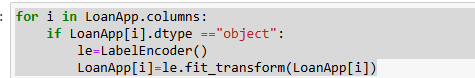 for i in LoanApp.columns:
    if LoanApp[i].dtype =="object":
        le=LabelEncoder()
        LoanApp[i]=le.fit_transform(LoanApp[i])